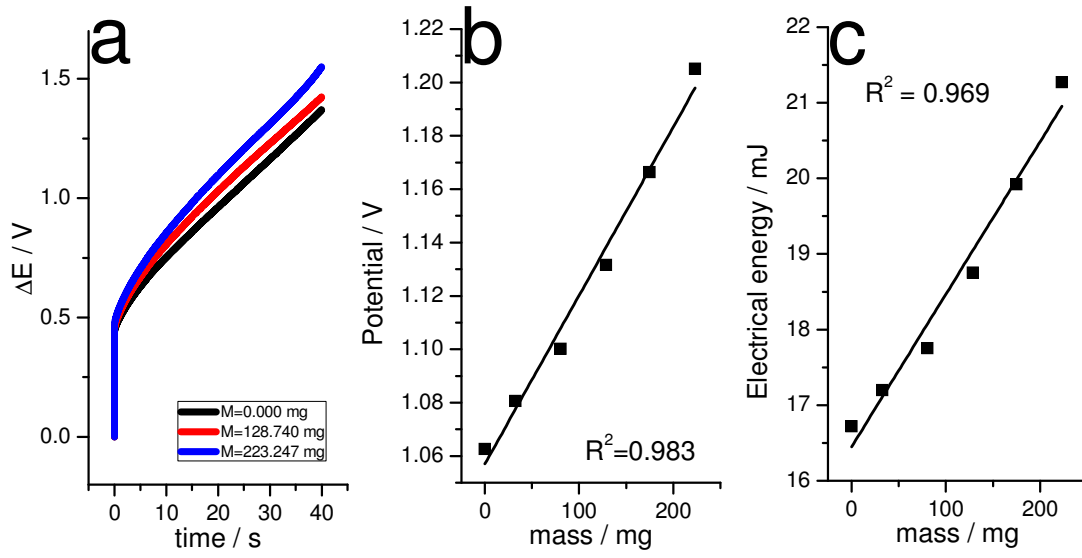 a
ΔE / V
1.5
1.0
0.5
0.0
M=0.000 mg
M=128.740 mg
M=223.247 mg
0 10 20 30 40
time / s
b
Potential / V
1.22
1.20
1.18
1.16
1.14
1.12
1.10
1.08
1.06
R²=0.983
0 100 200
mass / mg
c
Electrical energy / mJ
22
21
20
19
18
17
16
R² = 0.969
0 100 200
mass / mg